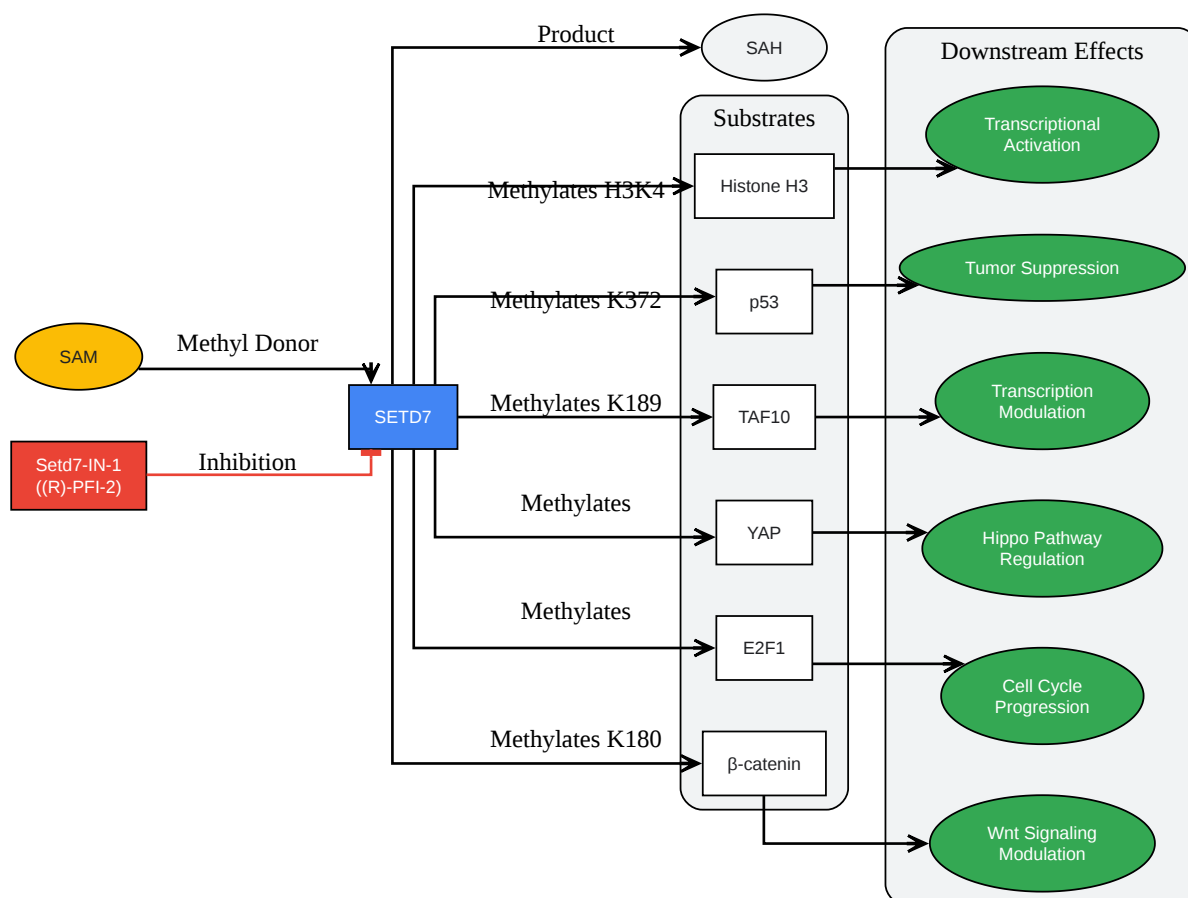 Product
SAH
Downstream Effects
Substrates
Transcriptional
Activation
Methylates H3K4
Histone H3
Tumor Suppression
Methylates K372
p53
SAM
Methyl Donor
SETD7
Methylates K189
TAF10
Transcription
Modulation
Setd7-IN-1
((R)-PFI-2)
Inhibition
Methylates
YAP
Hippo Pathway
Regulation
Methylates
E2F1
Cell Cycle
Progression
Methylates K180
β-catenin
Wnt Signaling
Modulation